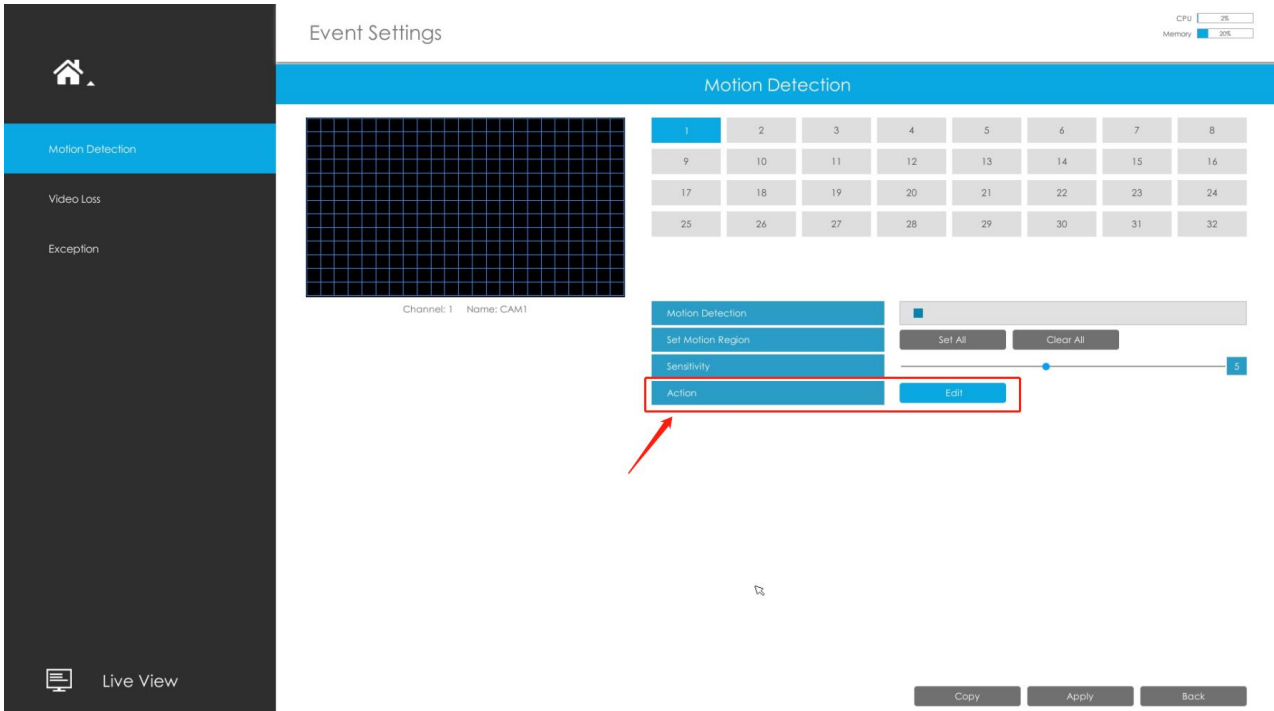 Event Settings
CPU 2%
Memory 20%
Motion Detection
Motion Detection
Video Loss
Exception
Live View
1 2 3 4 5 6 7 8
9 10 11 12 13 14 15 16
17 18 19 20 21 22 23 24
25 26 27 28 29 30 31 32
Channel: 1 Name: CAM1
Motion Detection
Set Motion Region Set All Clear All
Sensitivity 5
Action Edit
Copy Apply Back